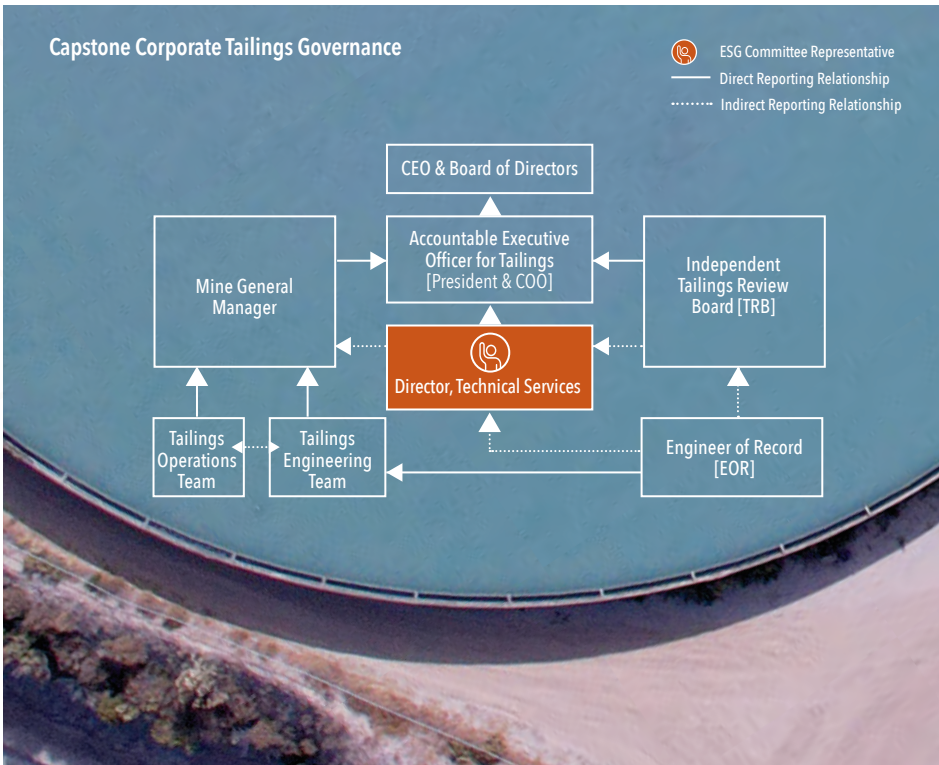 Capstone Corporate Tailings Governance
ESG Committee Representative
Direct Reporting Relationship
Indirect Reporting Relationship
CEO & Board of Directors
Accountable Executive
Officer for Tailings
[President & COO]
Mine General
Manager
Independent
Tailings Review
Board [TRB]
Director, Technical Services
Tailings
Operations
Team
Tailings
Engineering
Team
Engineer of Record
[EOR]